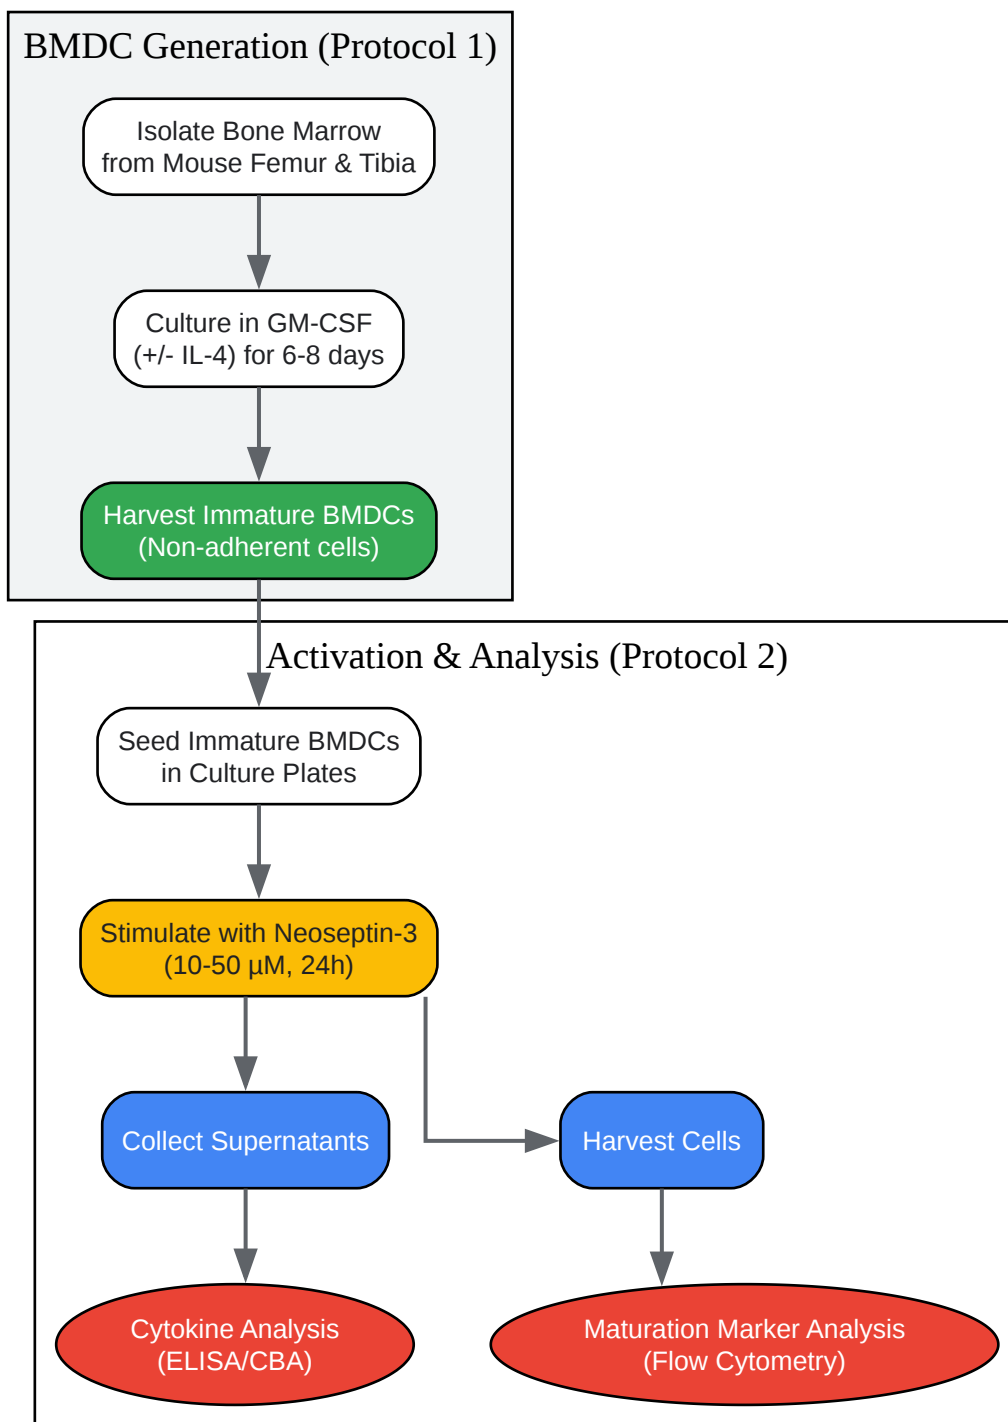 BMDC Generation (Protocol 1)
Isolate Bone Marrow
from Mouse Femur & Tibia
Culture in GM-CSF
(+/- IL-4) for 6-8 days
Harvest Immature BMDCs
(Non-adherent cells)
Activation & Analysis (Protocol 2)
Seed Immature BMDCs
in Culture Plates
Stimulate with Neoseptin-3
(10-50 µM, 24h)
Collect Supernatants
Harvest Cells
Cytokine Analysis
(ELISA/CBA)
Maturation Marker Analysis
(Flow Cytometry)